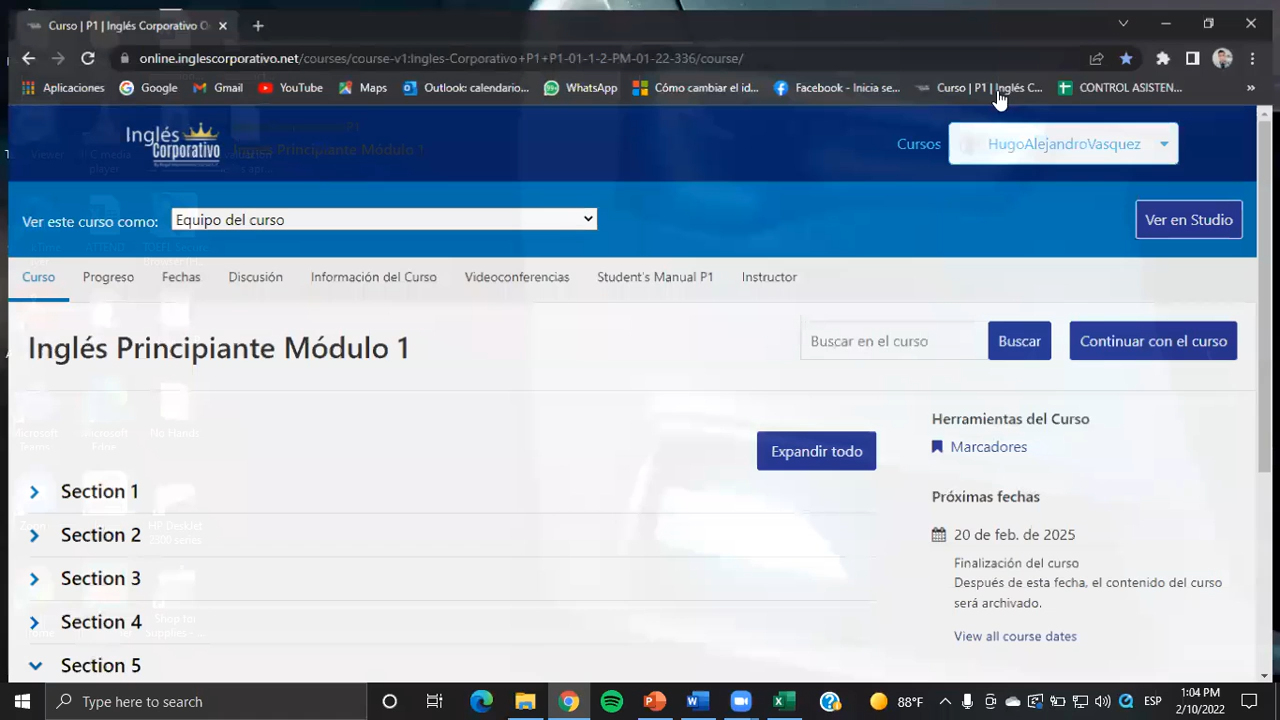 Curso | P1 | Inglés Corporativo O
online.inglescorporativo.net/courses/course-v1:Ingles-Corporativo+P1+P1-01-1-2-PM-01-22-336/course/
Aplicaciones Google Gmail YouTube Maps Outlook: calendario... WhatsApp Cómo cambiar el id... Facebook - Inicia se... Curso | P1 | Inglés C... CONTROL ASISTEN... »
Inglés Corporativo
Inglés Principiante Módulo 1
Cursos HugoAlejandroVasquez
Ver este curso como: Equipo del curso Ver en Studio
Curso Progreso Fechas Discusión Información del Curso Videoconferencias Student's Manual P1 Instructor
Inglés Principiante Módulo 1 Buscar en el curso Buscar Continuar con el curso
Herramientas del Curso
Marcadores
Expandir todo
Section 1
Section 2
Section 3
Section 4
Section 5
Próximas fechas
20 de feb. de 2025
Finalización del curso
Después de esta fecha, el contenido del curso
será archivado.
View all course dates
Type here to search
88°F ESP
1:04 PM
2/10/2022